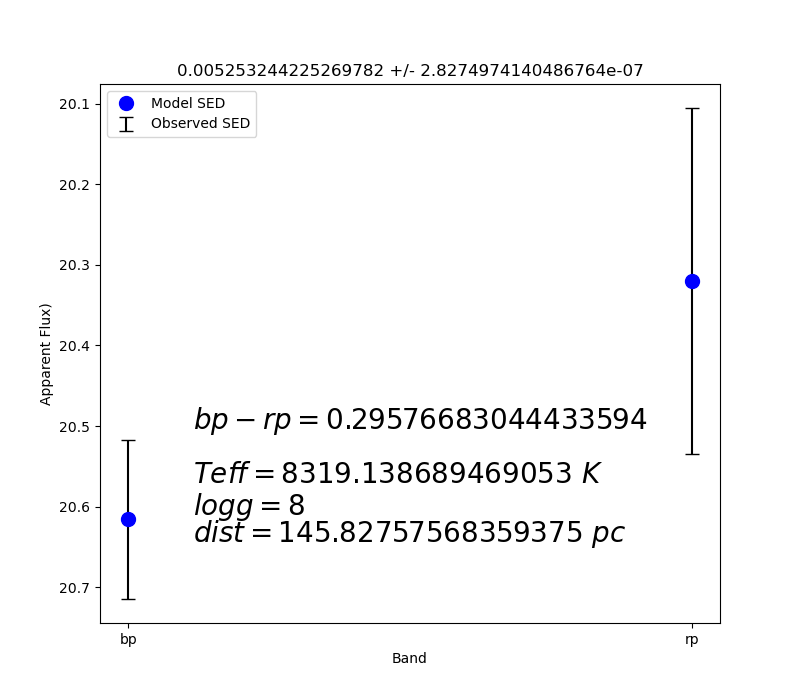 0.005253244225269782 +/- 2.8274974140486764e-07
Model SED
Observed SED
20.1
20.2
20.3
20.4
20.5
20.6
20.7
Apparent Flux)
bp − rp = 0.29576683044433594
Teff = 8319.138689469053 K
logg = 8
dist = 145.82757568359375 pc
bp
rp
Band